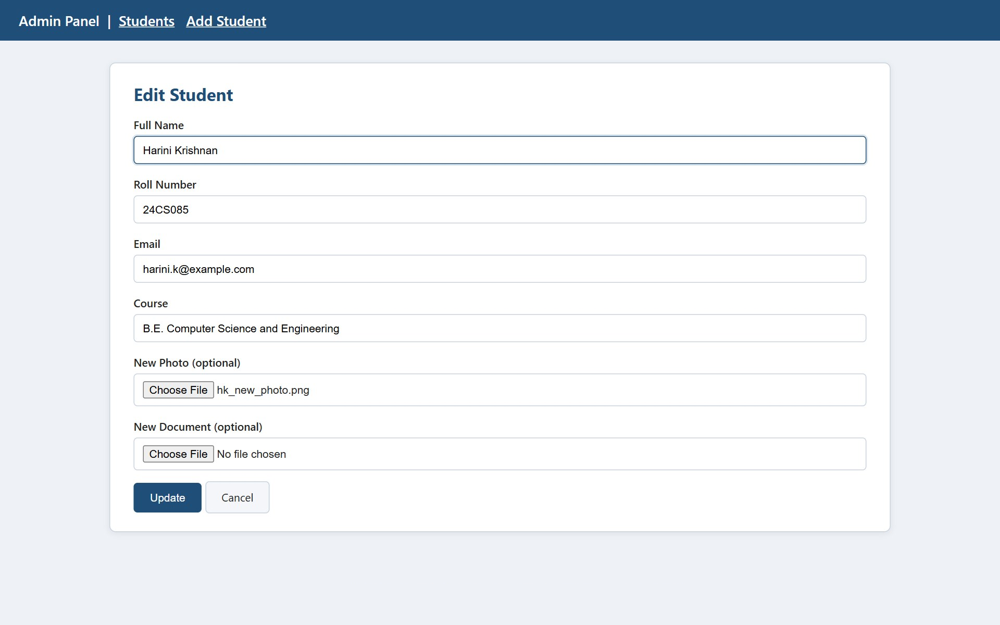 Admin Panel | Students Add Student
Edit Student
Full Name
Harini Krishnan
Roll Number
24CS085
Email
harini.k@example.com
Course
B.E. Computer Science and Engineering
New Photo (optional)
Choose File hk_new_photo.png
New Document (optional)
Choose File No file chosen
Update Cancel